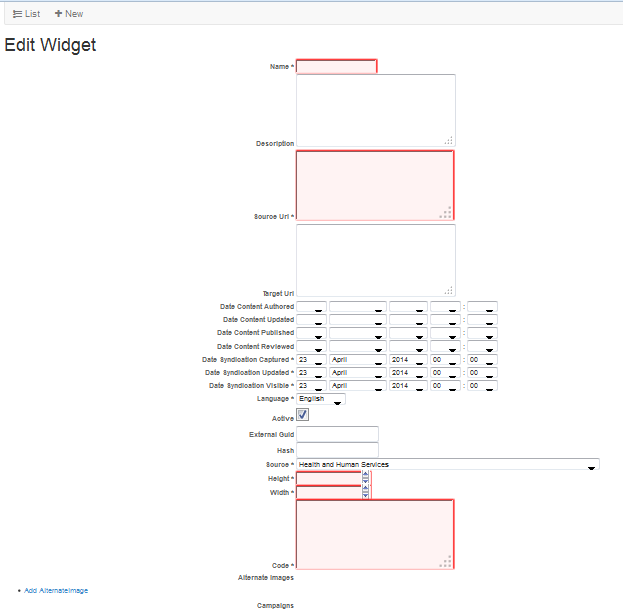 List New
Edit Widget
Name *
Description
Source Url *
Target Url
Date Content Authored :
Date Content Updated :
Date Content Published :
Date Content Reviewed :
Date Syndication Captured * 23 April 2014 00 : 00
Date Syndication Updated * 23 April 2014 00 : 00
Date Syndication Visible * 23 April 2014 00 : 00
Language * English
Active
External Guid
Hash
Source * Health and Human Services
Height *
Width *
Code *
Alternate Images
Add AlternateImage
Campaigns